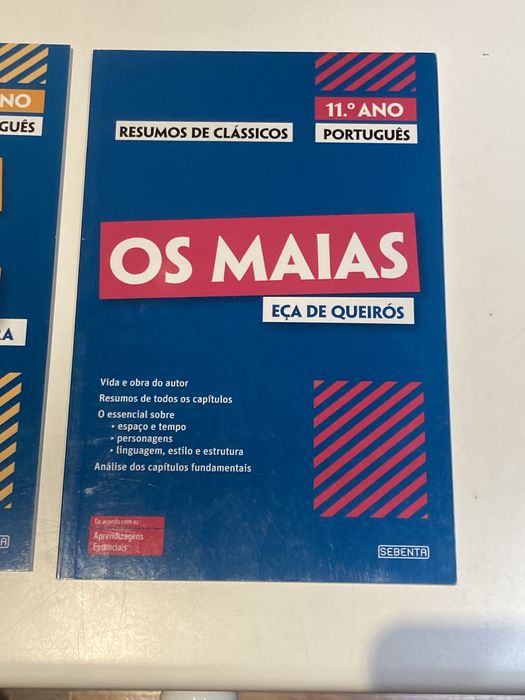 NO
GUÊS
RA
A
11.º ANO
PORTUGUÊS
RESUMOS DE CLÁSSICOS
OS MAIAS
EÇA DE QUEIRÓS
Vida e obra do autor
Resumos de todos os capítulos
O essencial sobre
▸ espaço e tempo
▸ personagens
▸ linguagem, estilo e estrutura
Análise dos capítulos fundamentais
De acordo com as
Aprendizagens
Essenciais
SEBENTA